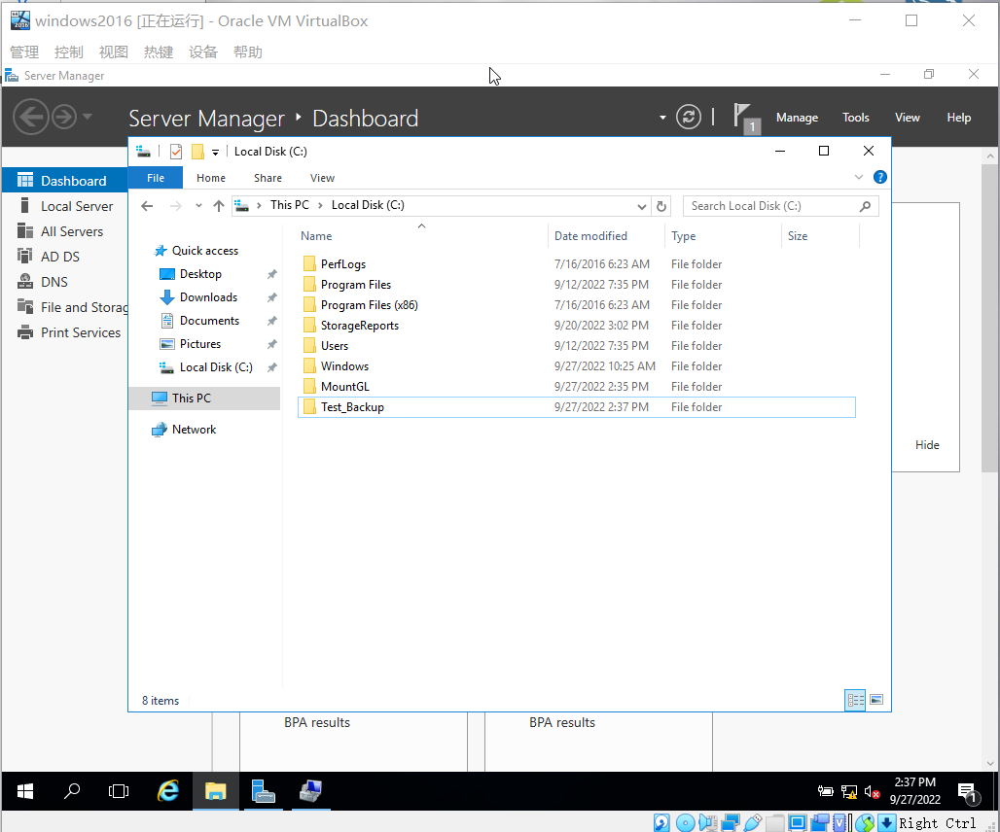 windows2016 [正在运行] - Oracle VM VirtualBox
管理 控制 视图 热键 设备 帮助
Server Manager
Server Manager Dashboard
1
Manage Tools View Help
Local Disk (C:)
File Home Share View
This PC Local Disk (C:)
Search Local Disk (C:)
Dashboard
Local Server
All Servers
AD DS
DNS
File and Storag
Print Services
Quick access
Desktop
Downloads
Documents
Pictures
Local Disk (C:)
This PC
Network
Name Date modified Type Size
PerfLogs 7/16/2016 6:23 AM File folder
Program Files 9/12/2022 7:35 PM File folder
Program Files (x86) 7/16/2016 6:23 AM File folder
StorageReports 9/20/2022 3:02 PM File folder
Users 9/12/2022 7:35 PM File folder
Windows 9/27/2022 10:25 AM File folder
MountGL 9/27/2022 2:35 PM File folder
Test_Backup 9/27/2022 2:37 PM File folder
Hide
8 items
BPA results BPA results
2:37 PM
9/27/2022
1
Right Ctrl